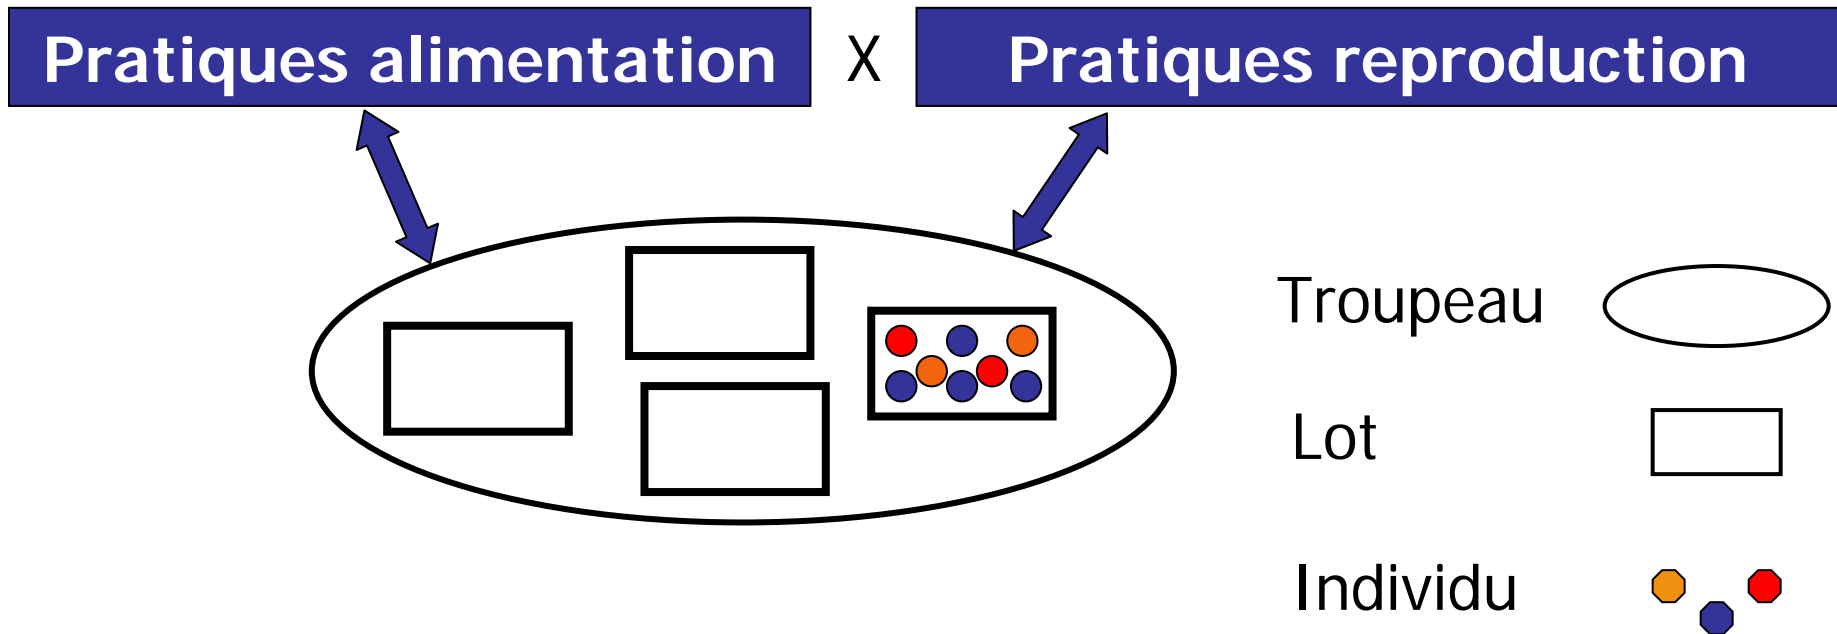 Pratiques alimentation X Pratiques reproduction
Troupeau
Lot
Individu